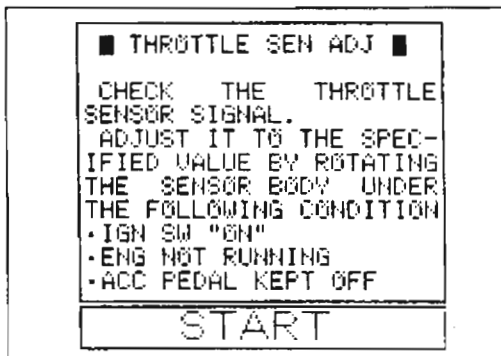 ■ THROTTLE SEN ADJ ■
CHECK THE THROTTLE
SENSOR SIGNAL.
ADJUST IT TO THE SPEC-
IFIED VALUE BY ROTATING
THE SENSOR BODY UNDER
THE FOLLOWING CONDITION
・IGN SW "ON"
・ENG NOT RUNNING
・ACC PEDAL KEPT OFF
START